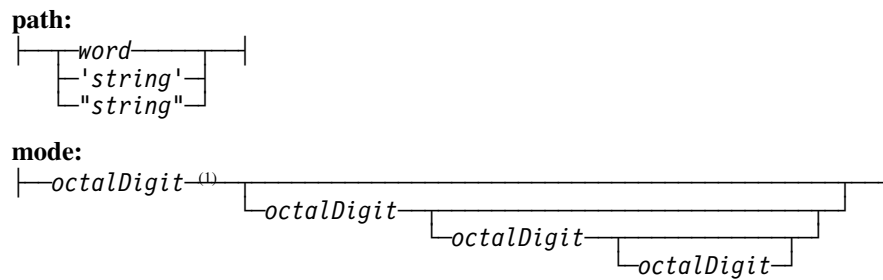 path:
word
'string'
"string"
mode:
octalDigit (1)
octalDigit
octalDigit
octalDigit